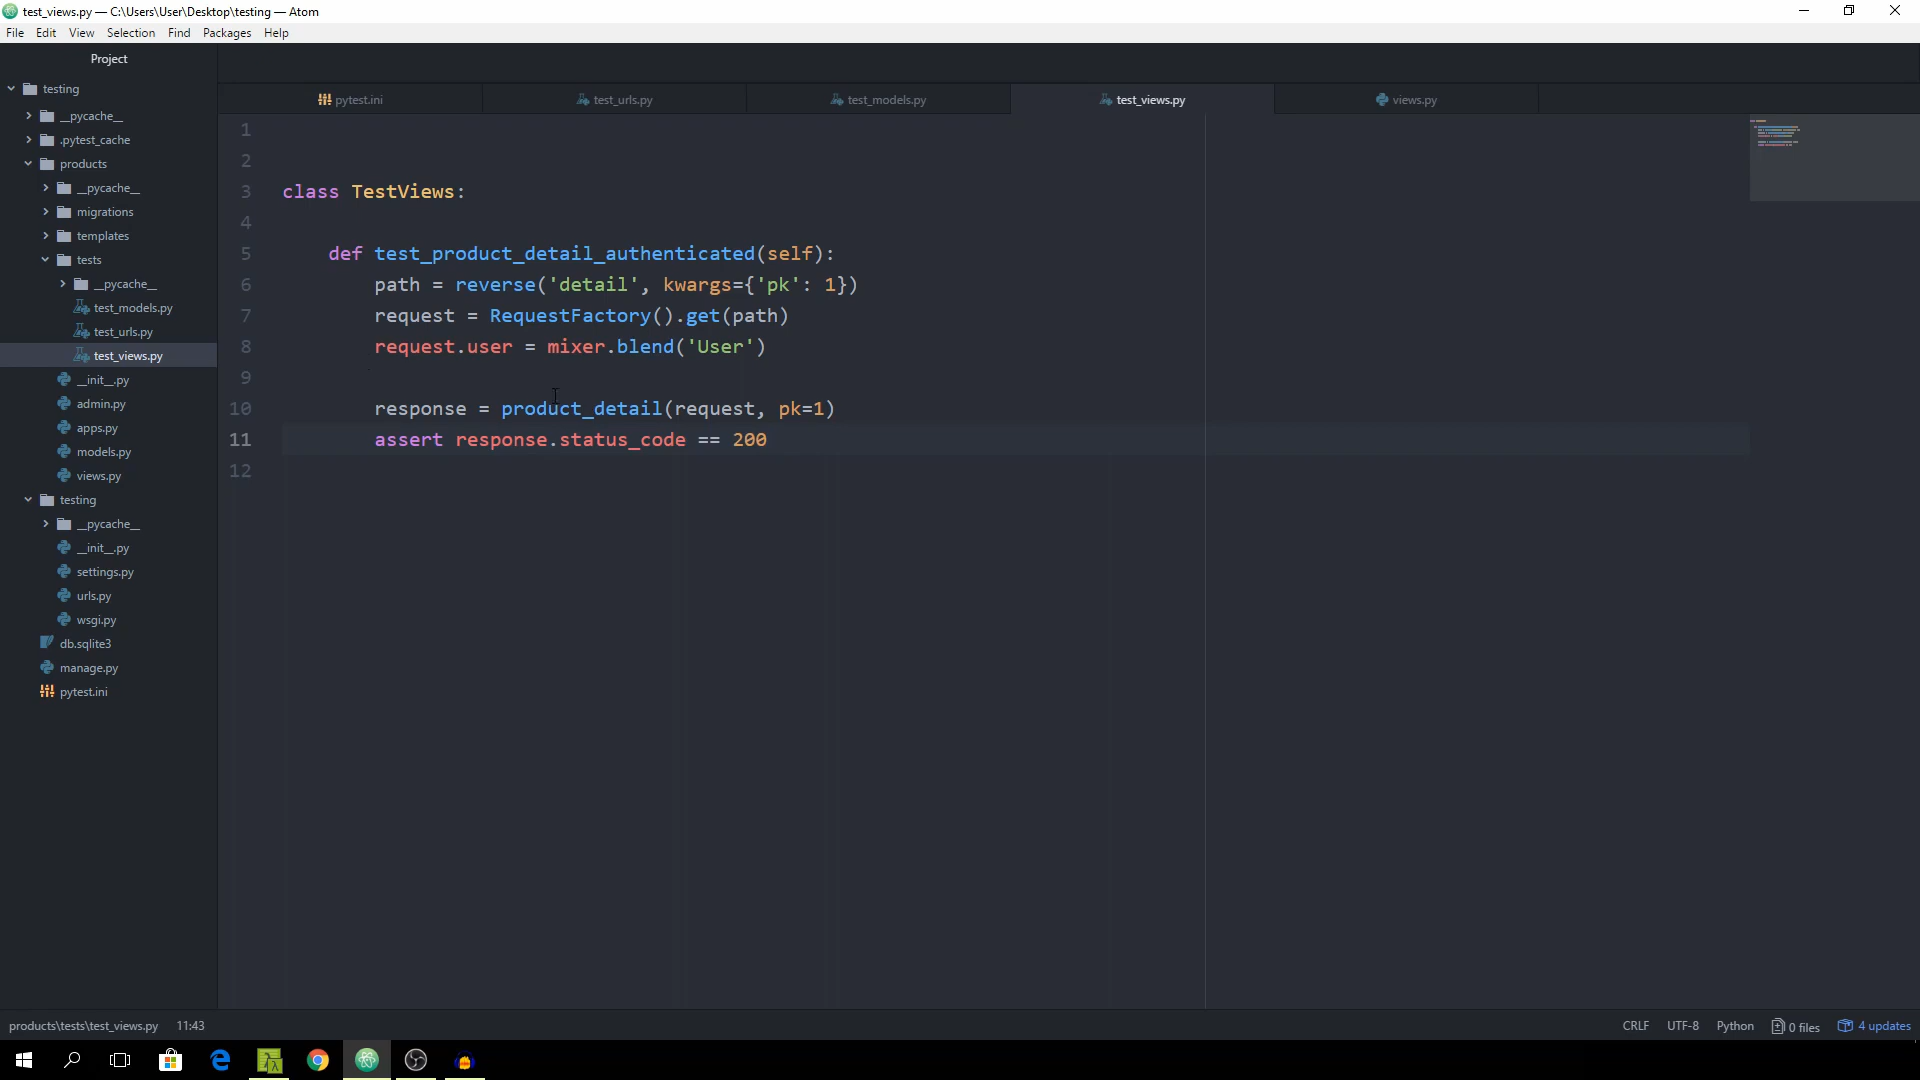 test_views.py — C:\Users\User\Desktop\testing — Atom
File Edit View Selection Find Packages Help
Project
testing
__pycache__
.pytest_cache
products
__pycache__
migrations
templates
tests
__pycache__
test_models.py
test_urls.py
test_views.py
__init__.py
admin.py
apps.py
models.py
views.py
testing
__pycache__
__init__.py
settings.py
urls.py
wsgi.py
db.sqlite3
manage.py
pytest.ini
pytest.ini test_urls.py test_models.py test_views.py views.py
1
2
3 class TestViews:
4
5 def test_product_detail_authenticated(self):
6 path = reverse('detail', kwargs={'pk': 1})
7 request = RequestFactory().get(path)
8 request.user = mixer.blend('User')
9
10 response = product_detail(request, pk=1)
11 assert response.status_code == 200
12
products\tests\test_views.py 11:43 CRLF UTF-8 Python 0 files 4 updates